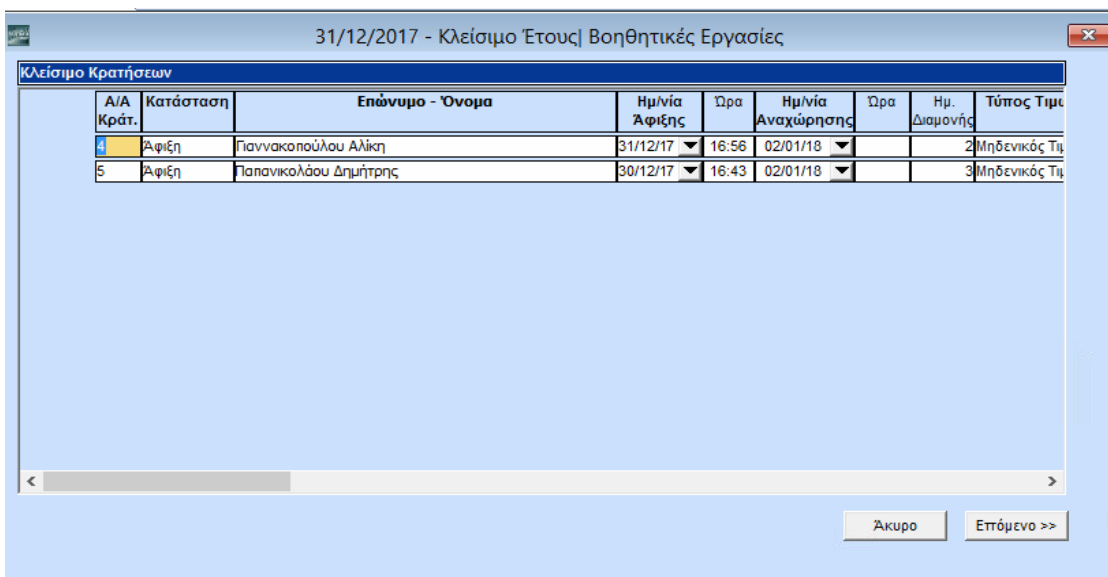 31/12/2017 - Κλείσιμο Έτους| Βοηθητικές Εργασίες
Κλείσιμο Κρατήσεων
Α/Α Κράτ. Κατάσταση Επώνυμο - Όνομα Ημ/νία Άφιξης Ώρα Ημ/νία Αναχώρησης Ώρα Ημ. Διαμονής Τύπος Τιμ
4 Άφιξη Γιαννακοπούλου Αλίκη 31/12/17 16:56 02/01/18 2 Μηδενικός Τι
5 Άφιξη Παπανικολάου Δημήτρης 30/12/17 16:43 02/01/18 3 Μηδενικός Τι
Άκυρο Επόμενο >>